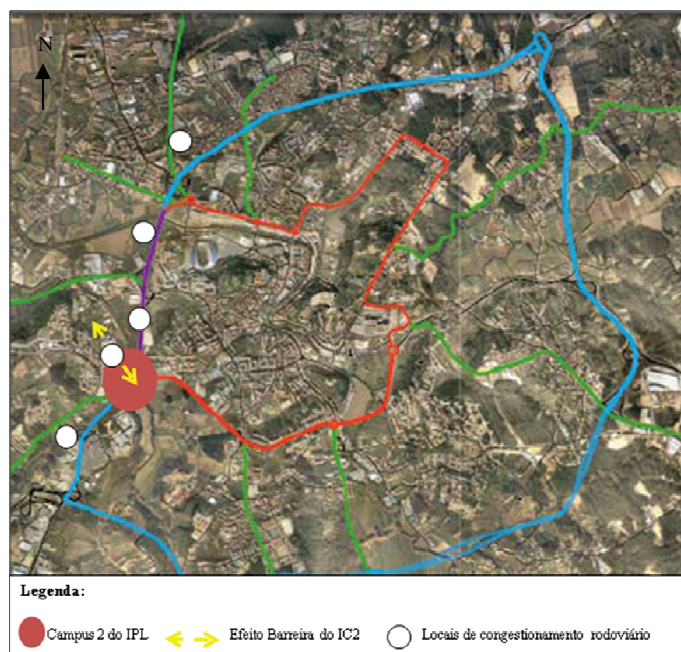 N
Legenda:
Campus 2 do IPL Efeito Barreira do IC2 Locais de congestionamento rodoviário